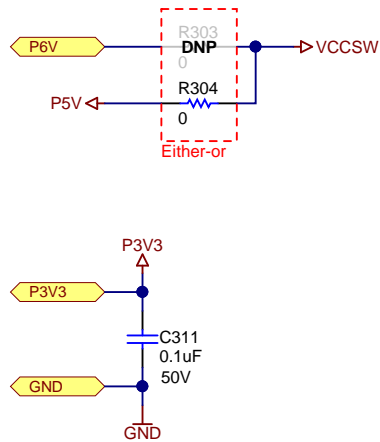 R303
P6V
DNP
VCCSW
0
R304
P5V
0
Either-or
P3V3
P3V3
C311
0.1uF
50V
GND
GND